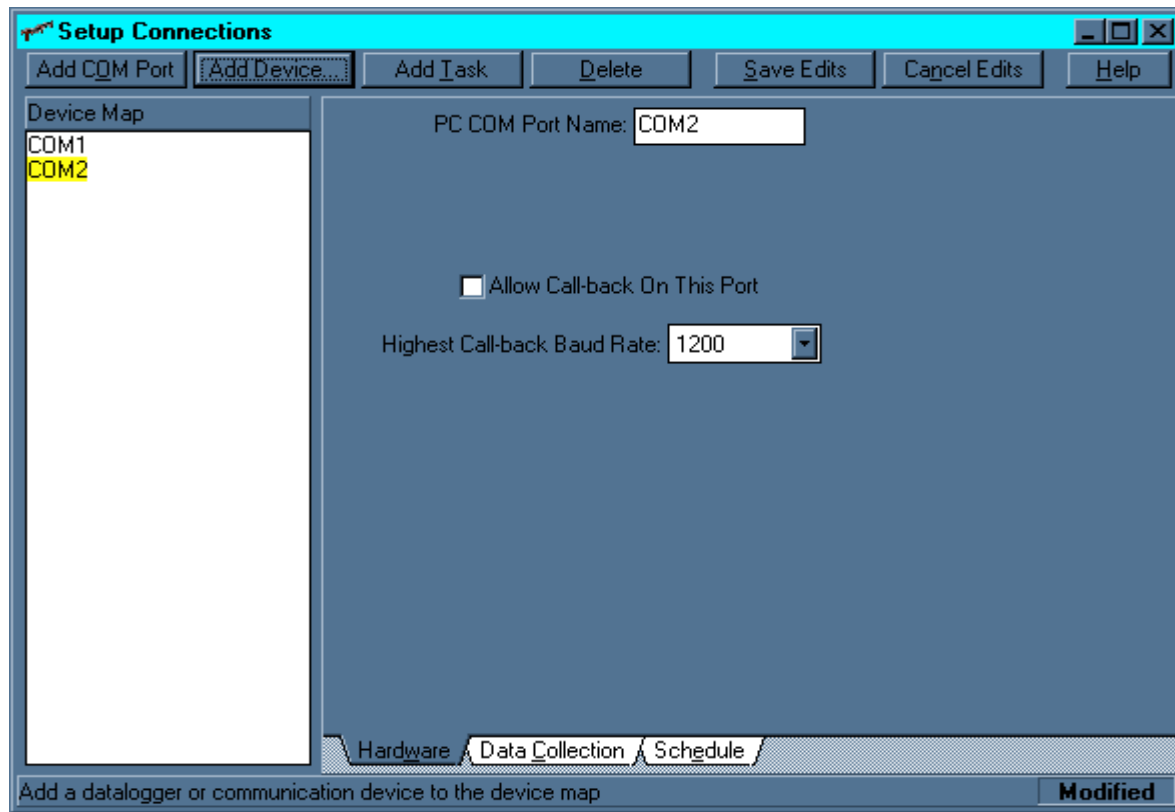 Setup Connections
Add COM Port Add Device... Add Task Delete Save Edits Cancel Edits Help
Device Map
COM1
COM2
PC COM Port Name: COM2
Allow Call-back On This Port
Highest Call-back Baud Rate: 1200
Hardware Data Collection Schedule
Add a datalogger or communication device to the device map Modified